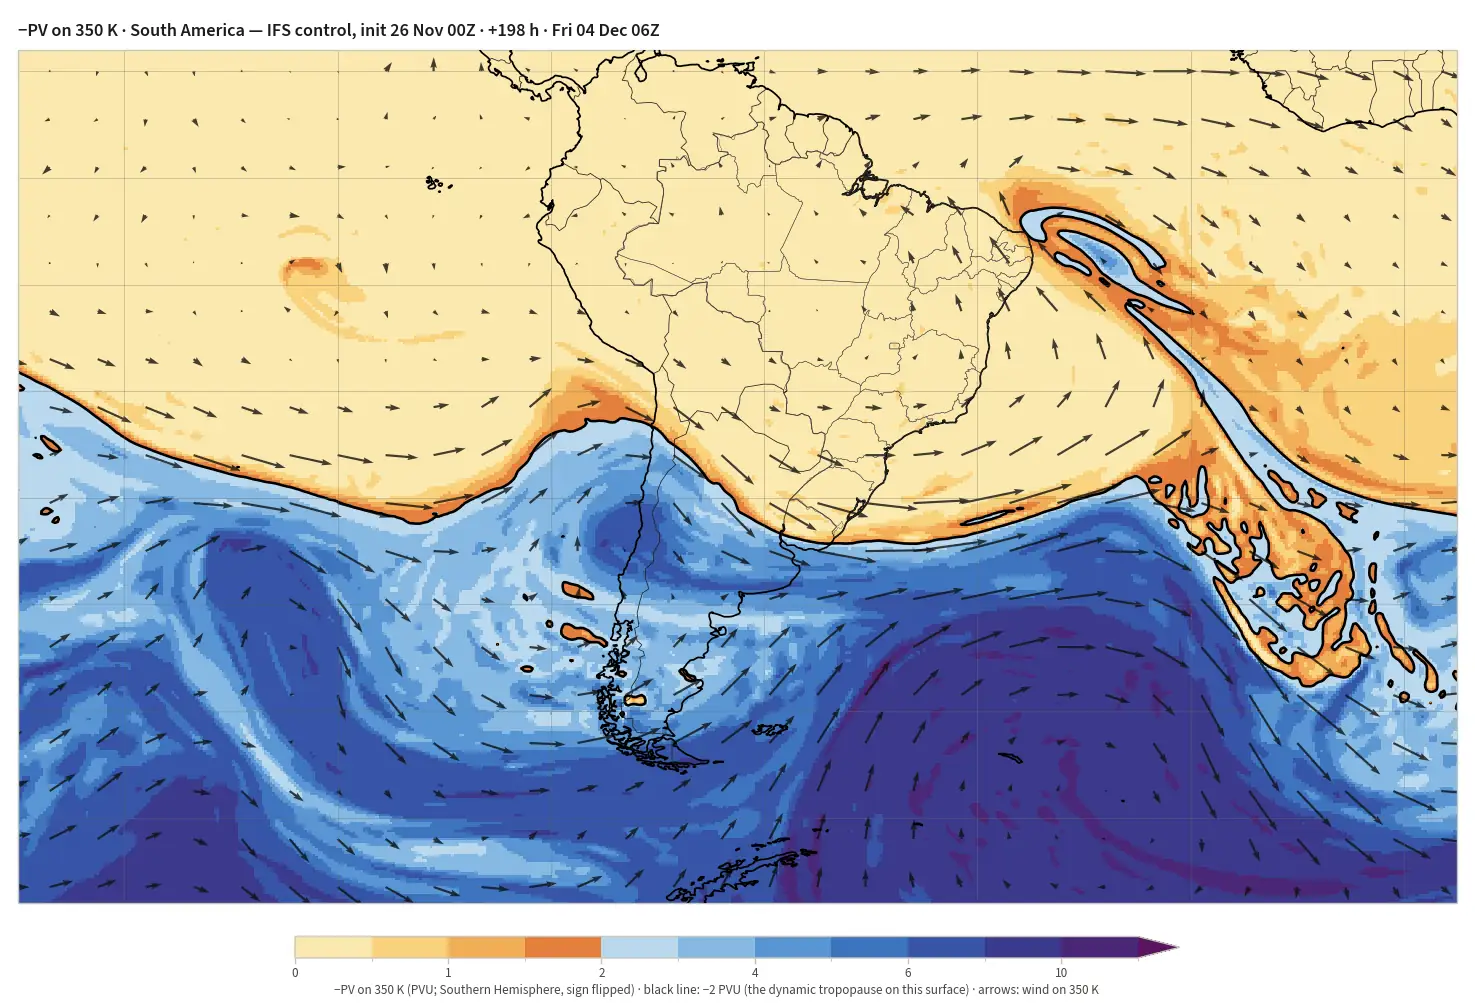 −PV on 350 K · South America — IFS control, init 26 Nov 00Z · +198 h · Fri 04 Dec 06Z
0 1 2 4 6 10
−PV on 350 K (PVU; Southern Hemisphere, sign flipped) · black line: −2 PVU (the dynamic tropopause on this surface) · arrows: wind on 350 K